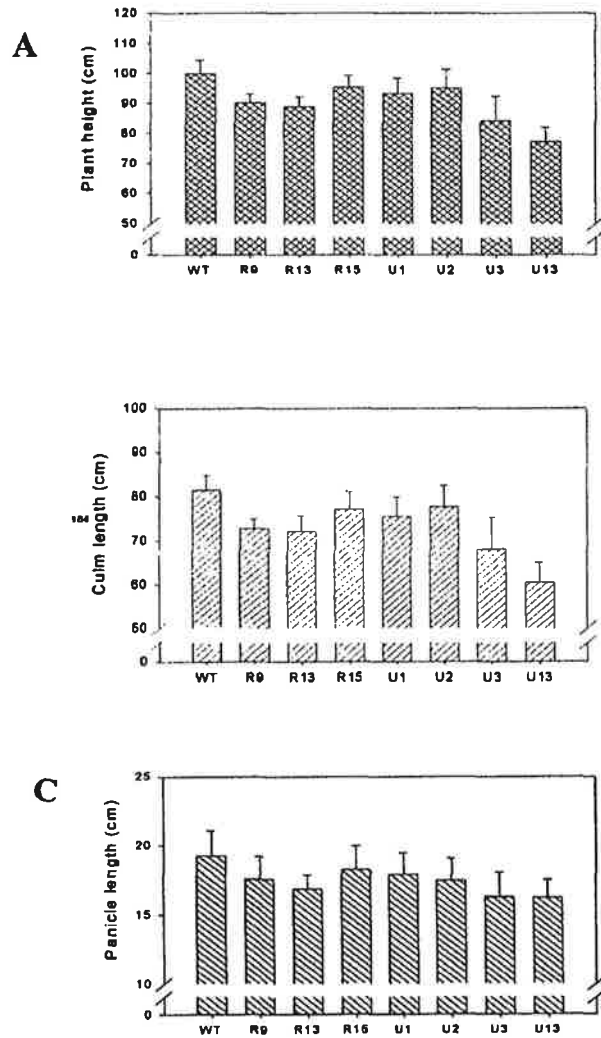 A
Plant height (cm)
120
110
100
90
80
70
60
50
0
WT R9 R13 R15 U1 U2 U3 U13
184
Culm length (cm)
100
90
80
70
60
50
0
WT R9 R13 R15 U1 U2 U3 U13
C
Panicle length (cm)
25
20
15
10
0
WT R9 R13 R15 U1 U2 U3 U13